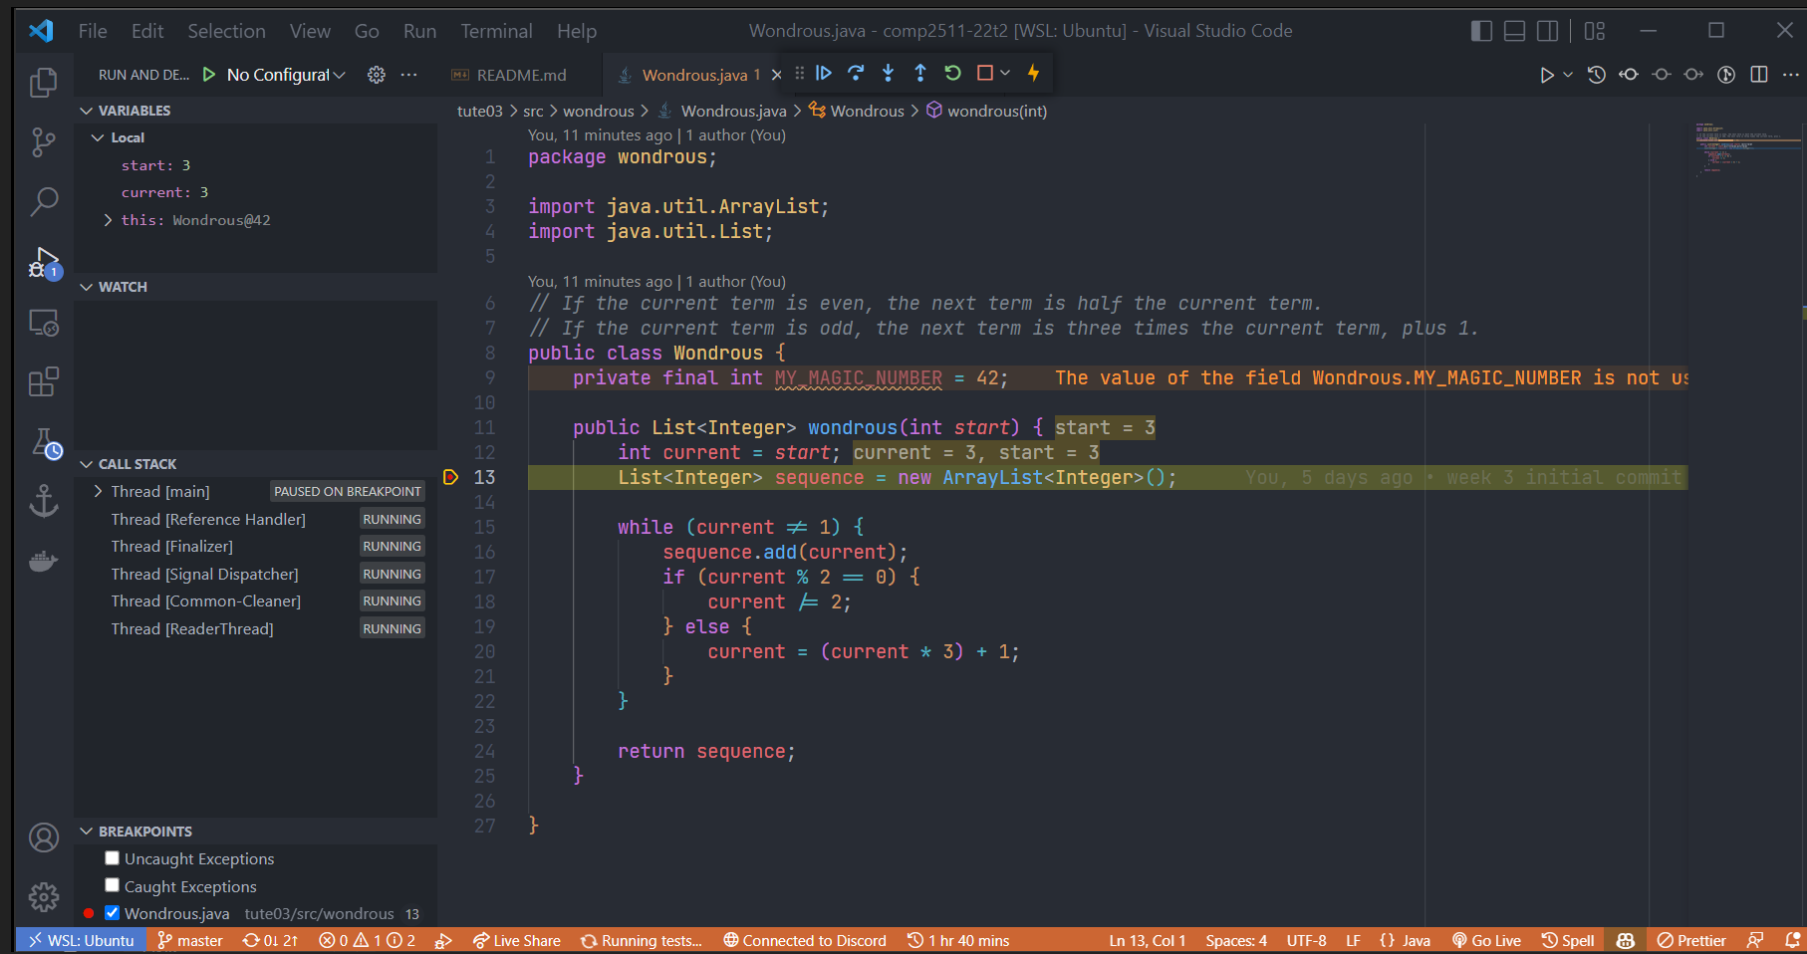 File Edit Selection View Go Run Terminal Help
Wondrous.java - comp2511-22t2 [WSL: Ubuntu] - Visual Studio Code
RUN AND DE... No Configurat
README.md
Wondrous.java 1
VARIABLES
Local
start: 3
current: 3
this: Wondrous@42
WATCH
CALL STACK
Thread [main] PAUSED ON BREAKPOINT
Thread [Reference Handler] RUNNING
Thread [Finalizer] RUNNING
Thread [Signal Dispatcher] RUNNING
Thread [Common-Cleaner] RUNNING
Thread [ReaderThread] RUNNING
BREAKPOINTS
Uncaught Exceptions
Caught Exceptions
Wondrous.java tute03/src/wondrous 13
tute03 > src > wondrous > Wondrous.java > Wondrous > wondrous(int)
You, 11 minutes ago | 1 author (You)
1 package wondrous;
2
3 import java.util.ArrayList;
4 import java.util.List;
5
You, 11 minutes ago | 1 author (You)
6 // If the current term is even, the next term is half the current term.
7 // If the current term is odd, the next term is three times the current term, plus 1.
8 public class Wondrous {
9 private final int MY_MAGIC_NUMBER = 42; The value of the field Wondrous.MY_MAGIC_NUMBER is not us
10
11 public List<Integer> wondrous(int start) { start = 3
12 int current = start; current = 3, start = 3
13 List<Integer> sequence = new ArrayList<Integer>(); You, 5 days ago • week 3 initial commit
14
15 while (current != 1) {
16 sequence.add(current);
17 if (current % 2 == 0) {
18 current /= 2;
19 } else {
20 current = (current * 3) + 1;
21 }
22 }
23
24 return sequence;
25 }
26
27 }
WSL: Ubuntu master 0↓ 2↑ 0 1 2 Live Share Running tests... Connected to Discord 1 hr 40 mins Ln 13, Col 1 Spaces: 4 UTF-8 LF {} Java Go Live Spell Prettier